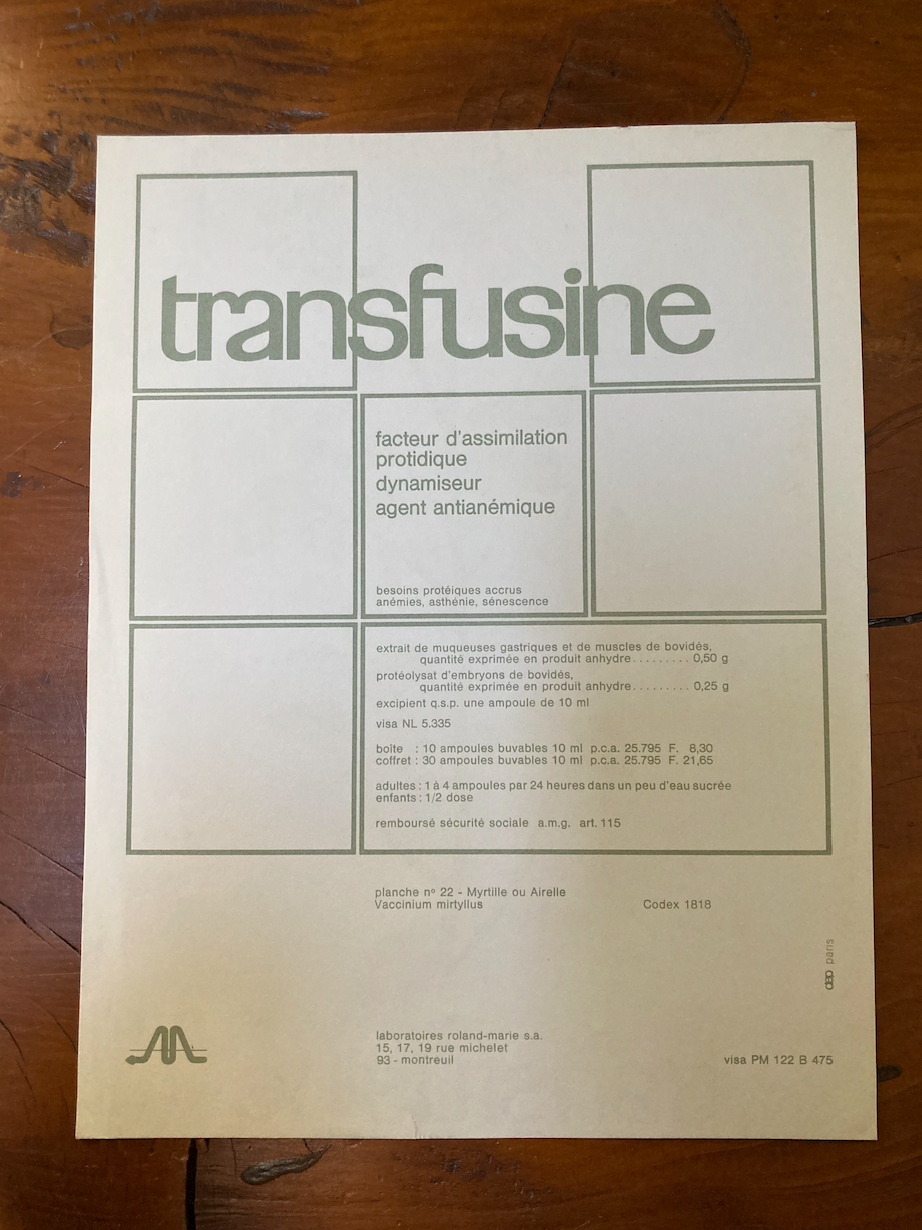 transfusine
facteur d'assimilation
protidique
dynamiseur
agent antianémique
besoins protéiques accrus
anémies, asthénie, sénescence
extrait de muqueuses gastriques et de muscles de bovidés,
quantité exprimée en produit anhydre......... 0,50 g
protéolysat d'embryons de bovidés,
quantité exprimée en produit anhydre......... 0,25 g
excipient q.s.p. une ampoule de 10 ml
visa NL 5.335
boîte : 10 ampoules buvables 10 ml p.c.a. 25.795 F. 8,30
coffret : 30 ampoules buvables 10 ml p.c.a. 25.795 F. 21,65
adultes : 1 à 4 ampoules par 24 heures dans un peu d'eau sucrée
enfants : 1/2 dose
remboursé sécurité sociale a.m.g. art. 115
planche nº 22 - Myrtille ou Airelle
Vaccinium mirtyllus
Codex 1818
dep paris
laboratoires roland-marie s.a.
15, 17, 19 rue michelet
93 - montreuil
visa PM 122 B 475